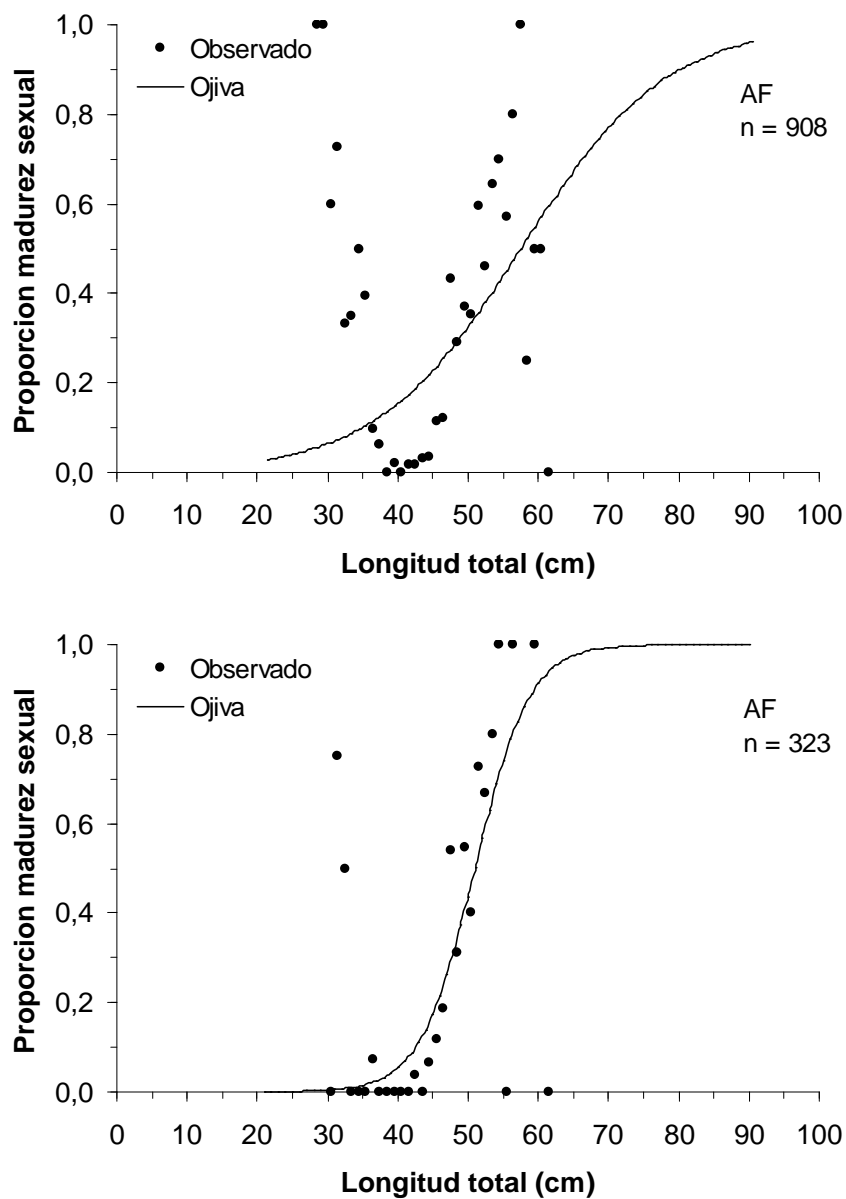 1,0
0,8
0,6
0,4
0,2
0,0
Proporcion madurez sexual
Observado
Ojiva
AF
n = 908
0 10 20 30 40 50 60 70 80 90 100
Longitud total (cm)
1,0
0,8
0,6
0,4
0,2
0,0
Proporcion madurez sexual
Observado
Ojiva
AF
n = 323
0 10 20 30 40 50 60 70 80 90 100
Longitud total (cm)